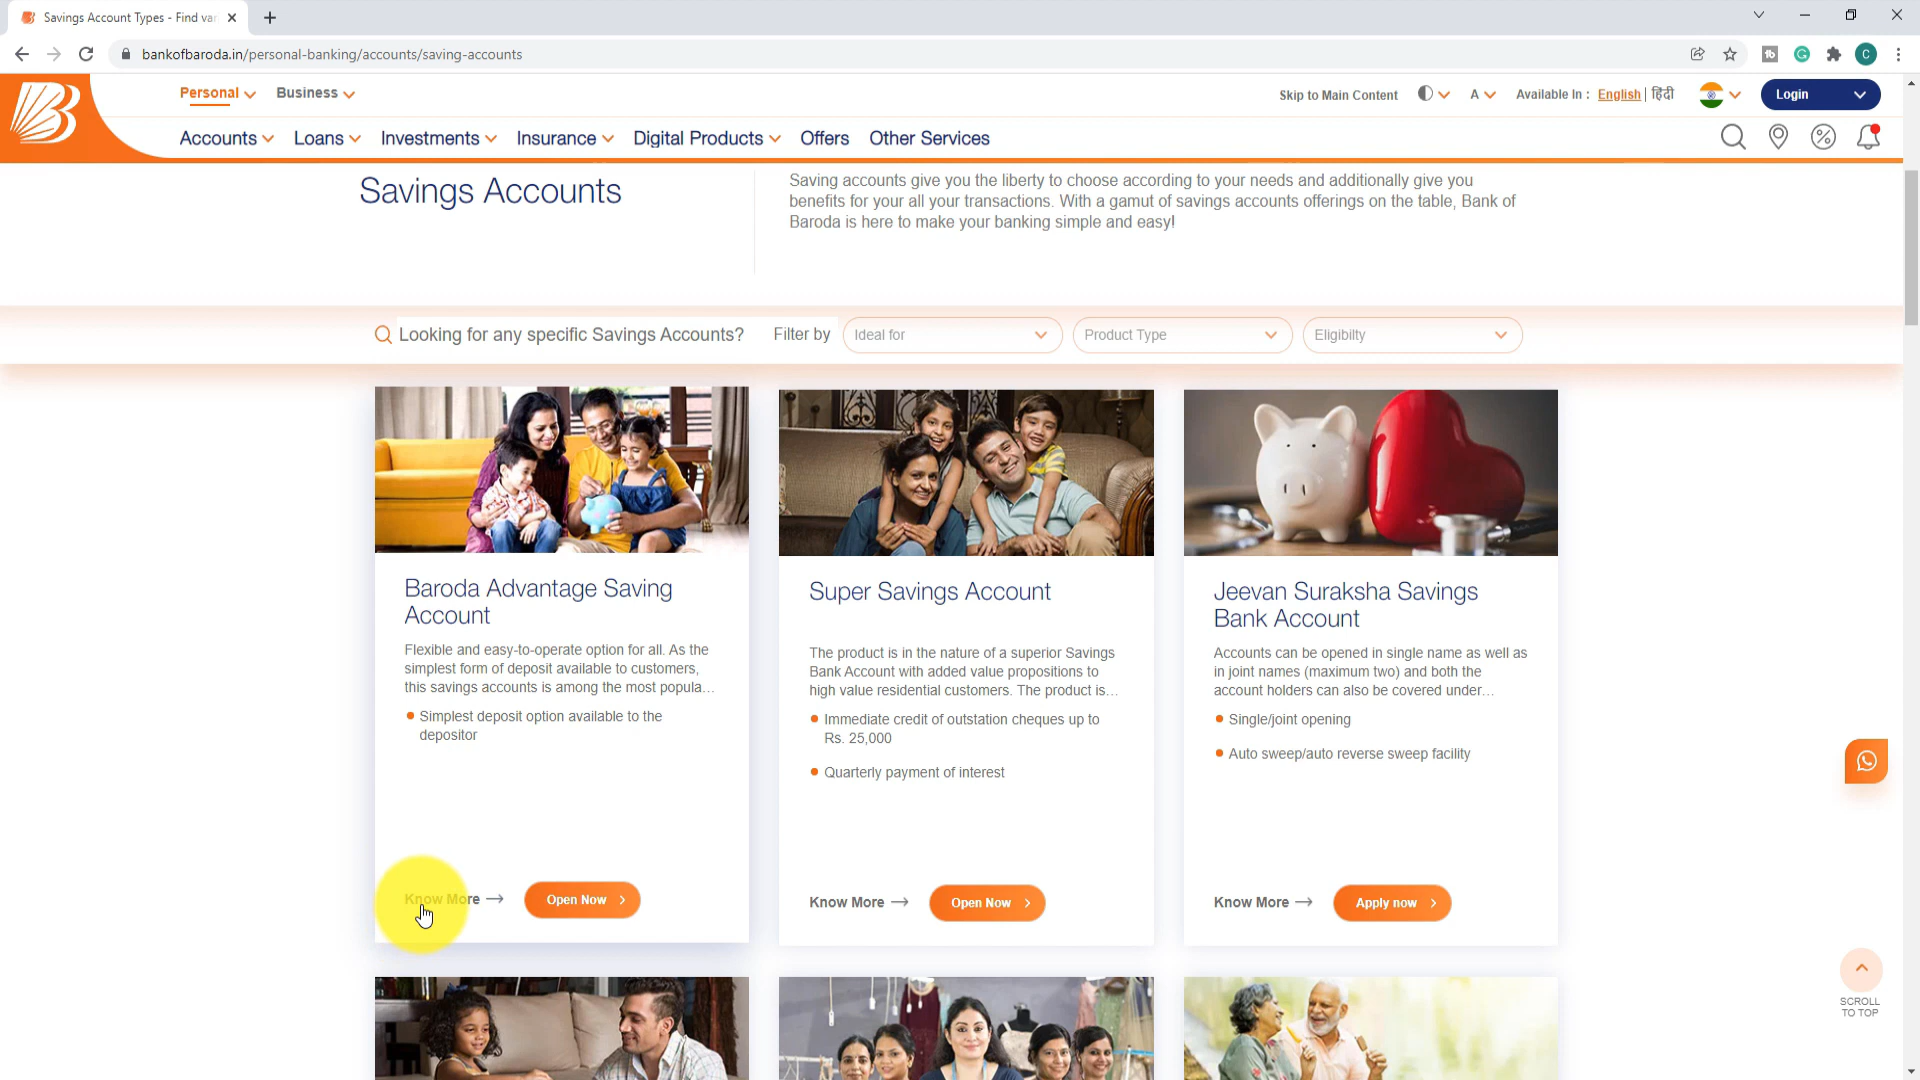 Savings Account Types - Find va
bankofbaroda.in/personal-banking/accounts/saving-accounts
Personal Business
Skip to Main Content A Available In : English | हिंदी Login
Accounts Loans Investments Insurance Digital Products Offers Other Services
Savings Accounts
Saving accounts give you the liberty to choose according to your needs and additionally give you
benefits for your all your transactions. With a gamut of savings accounts offerings on the table, Bank of
Baroda is here to make your banking simple and easy!
Looking for any specific Savings Accounts? Filter by Ideal for Product Type Eligibilty
Baroda Advantage Saving
Account
Flexible and easy-to-operate option for all. As the
simplest form of deposit available to customers,
this savings accounts is among the most popula...
Simplest deposit option available to the
depositor
Know More Open Now
Super Savings Account
The product is in the nature of a superior Savings
Bank Account with added value propositions to
high value residential customers. The product is...
Immediate credit of outstation cheques up to
Rs. 25,000
Quarterly payment of interest
Know More Open Now
Jeevan Suraksha Savings
Bank Account
Accounts can be opened in single name as well as
in joint names (maximum two) and both the
account holders can also be covered under...
Single/joint opening
Auto sweep/auto reverse sweep facility
Know More Apply now
SCROLL
TO TOP